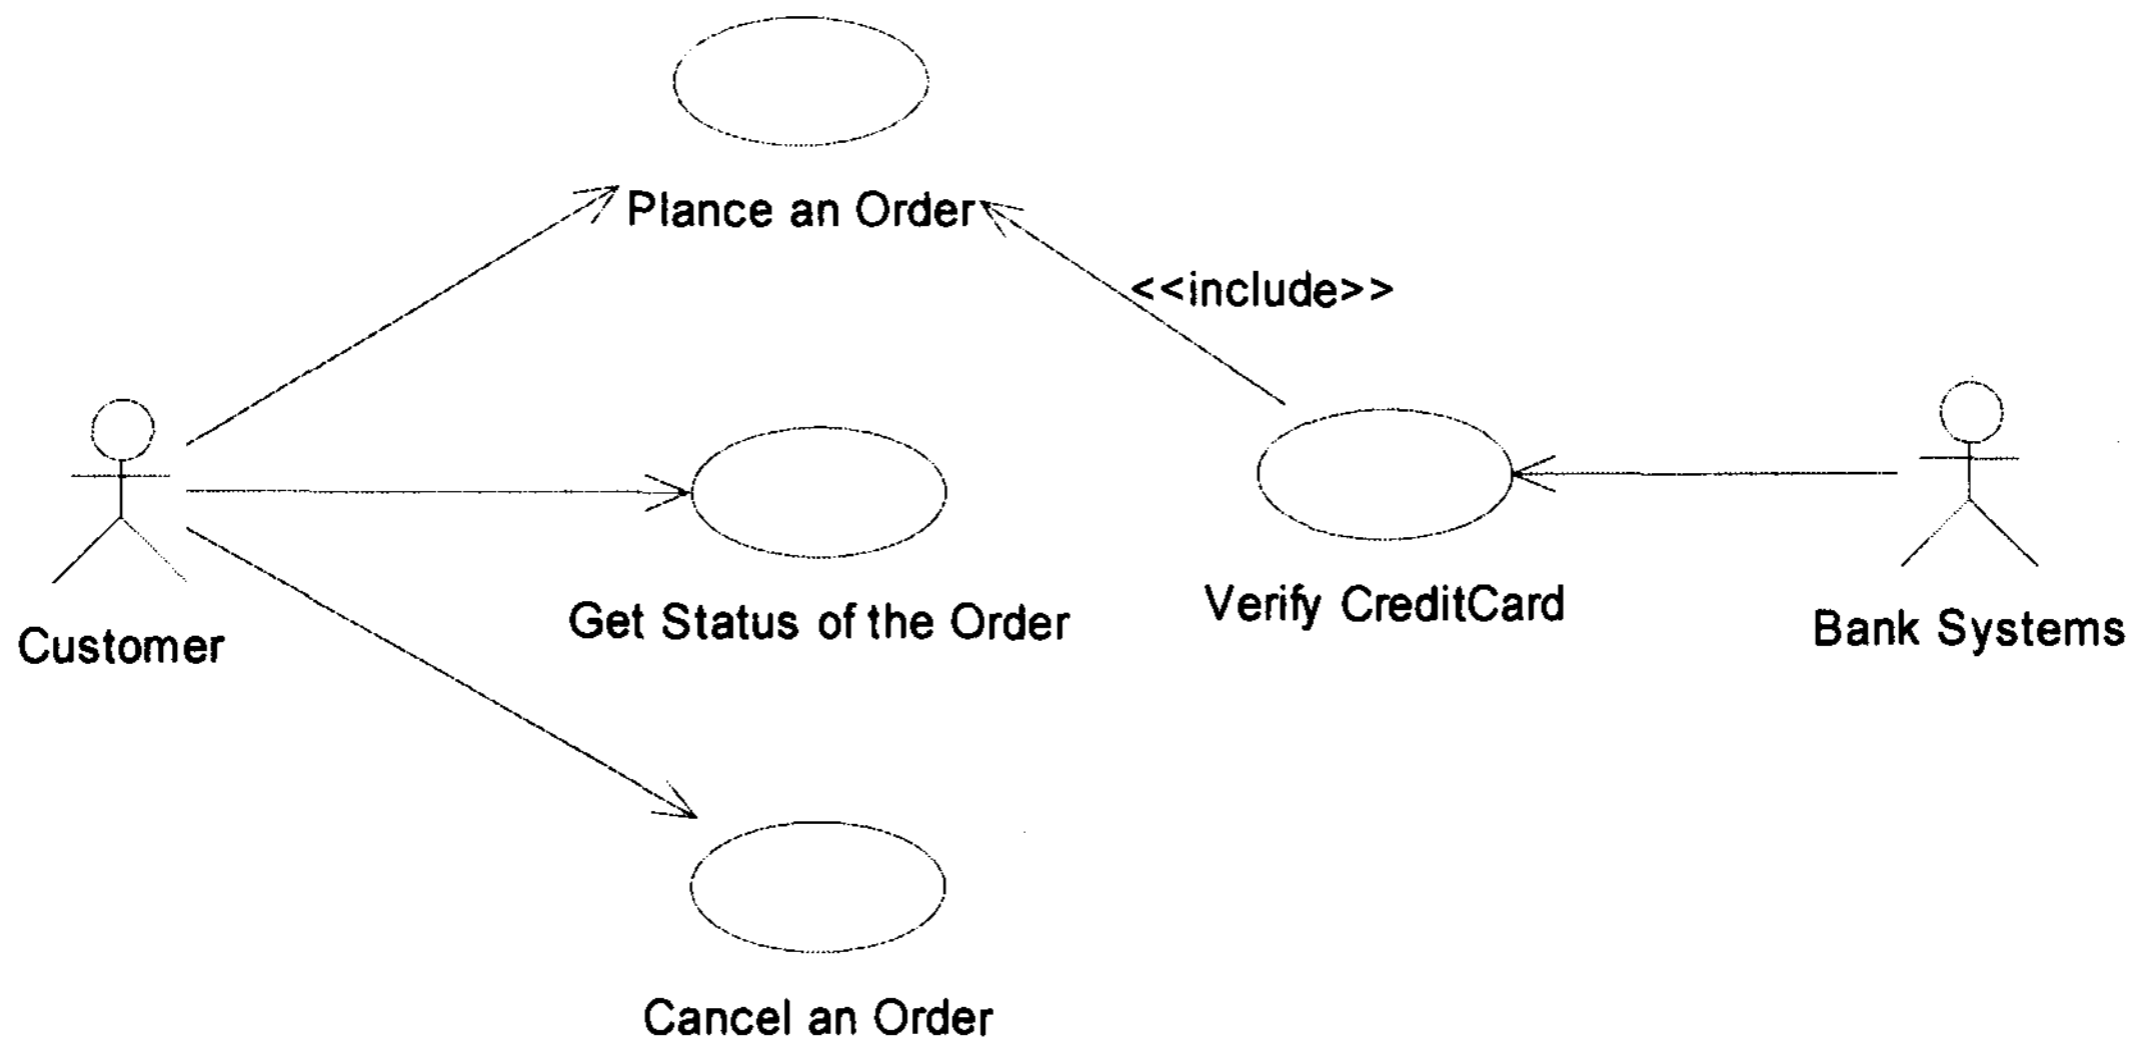 Plance an Order
<<include>>
Customer
Get Status of the Order
Verify CreditCard
Bank Systems
Cancel an Order